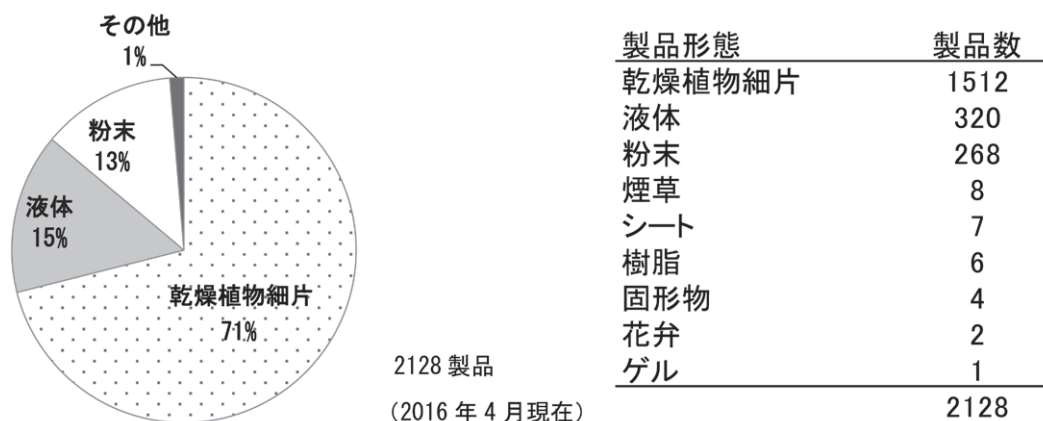 その他
1%
粉末
13%
液体
15%
乾燥植物細片
71%
2128 製品
(2016 年 4 月現在)
製品形態 製品数
乾燥植物細片 1512
液体 320
粉末 268
煙草 8
シート 7
樹脂 6
固形物 4
花弁 2
ゲル 1
2128